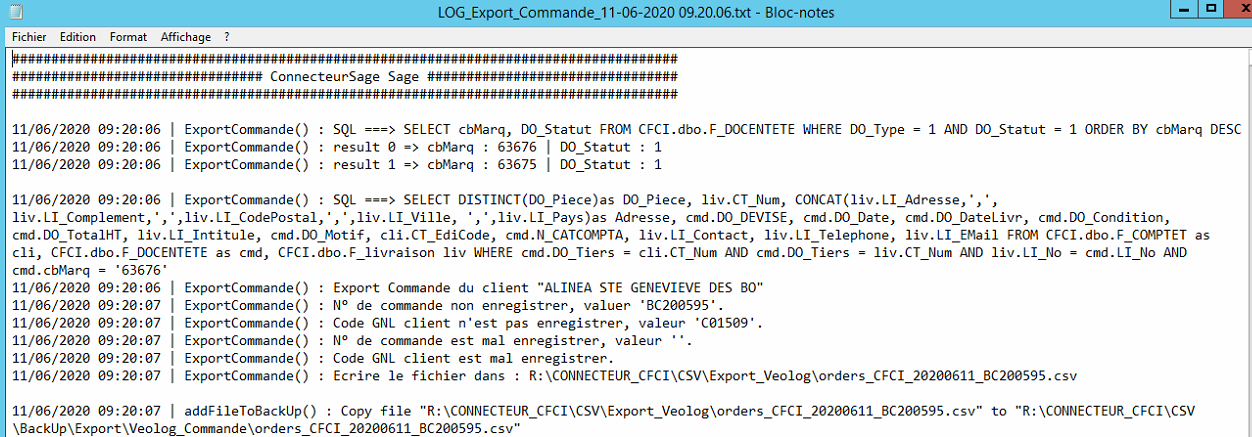 LOG_Export_Commande_11-06-2020 09.20.06.txt - Bloc-notes
Fichier Edition Format Affichage ?
#####################################################################################
################################ ConnecteurSage Sage ################################
#####################################################################################
11/06/2020 09:20:06 | ExportCommande() : SQL ===> SELECT cbMarq, DO_Statut FROM CFCI.dbo.F_DOCENTETE WHERE DO_Type = 1 AND DO_Statut = 1 ORDER BY cbMarq DESC
11/06/2020 09:20:06 | ExportCommande() : result 0 => cbMarq : 63676 | DO_Statut : 1
11/06/2020 09:20:06 | ExportCommande() : result 1 => cbMarq : 63675 | DO_Statut : 1
11/06/2020 09:20:06 | ExportCommande() : SQL ===> SELECT DISTINCT(DO_Piece)as DO_Piece, liv.CT_Num, CONCAT(liv.LI_Adresse,',',
liv.LI_Complement,',',liv.LI_CodePostal,',',liv.LI_Ville, ',',liv.LI_Pays)as Adresse, cmd.DO_DEVISE, cmd.DO_Date, cmd.DO_DateLivr, cmd.DO_Condition,
cmd.DO_TotalHT, liv.LI_Intitule, cmd.DO_Motif, cli.CT_EdiCode, cmd.N_CATCOMPTA, liv.LI_Contact, liv.LI_Telephone, liv.LI_EMail FROM CFCI.dbo.F_COMPTET as
cli, CFCI.dbo.F_DOCENTETE as cmd, CFCI.dbo.F_livraison liv WHERE cmd.DO_Tiers = cli.CT_Num AND cmd.DO_Tiers = liv.CT_Num AND liv.LI_No = cmd.LI_No AND
cmd.cbMarq = '63676'
11/06/2020 09:20:06 | ExportCommande() : Export Commande du client "ALINEA STE GENEVIEVE DES BO"
11/06/2020 09:20:07 | ExportCommande() : N° de commande non enregistrer, valuer 'BC200595'.
11/06/2020 09:20:07 | ExportCommande() : Code GNL client n'est pas enregistrer, valeur 'C01509'.
11/06/2020 09:20:07 | ExportCommande() : N° de commande est mal enregistrer, valeur ''.
11/06/2020 09:20:07 | ExportCommande() : Code GNL client est mal enregistrer.
11/06/2020 09:20:07 | ExportCommande() : Ecrire le fichier dans : R:\CONNECTEUR_CFCI\CSV\Export_Veolog\orders_CFCI_20200611_BC200595.csv
11/06/2020 09:20:07 | addFileToBackUp() : Copy file "R:\CONNECTEUR_CFCI\CSV\Export_Veolog\orders_CFCI_20200611_BC200595.csv" to "R:\CONNECTEUR_CFCI\CSV
\BackUp\Export\Veolog_Commande\orders_CFCI_20200611_BC200595.csv"